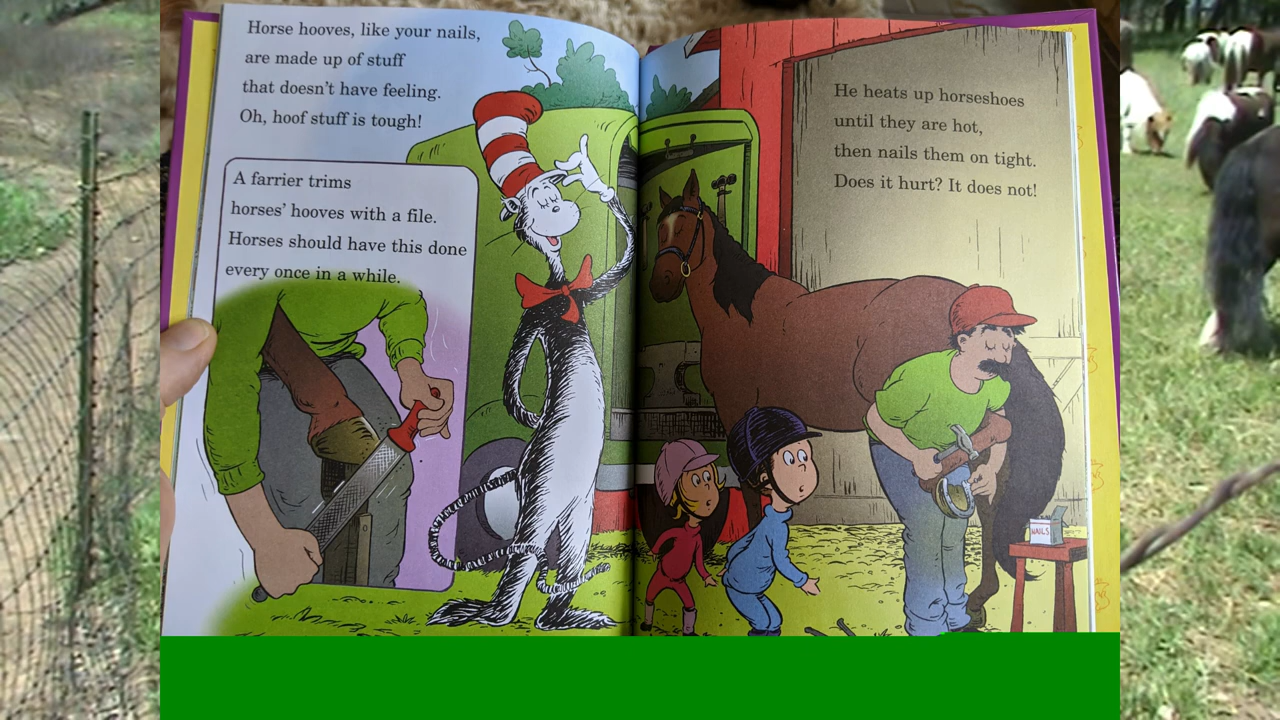 Horse hooves, like your nails,
are made up of stuff
that doesn't have feeling.
Oh, hoof stuff is tough!
A farrier trims
horses' hooves with a file.
Horses should have this done
every once in a while.
He heats up horseshoes
until they are hot,
then nails them on tight.
Does it hurt? It does not!
NAILS